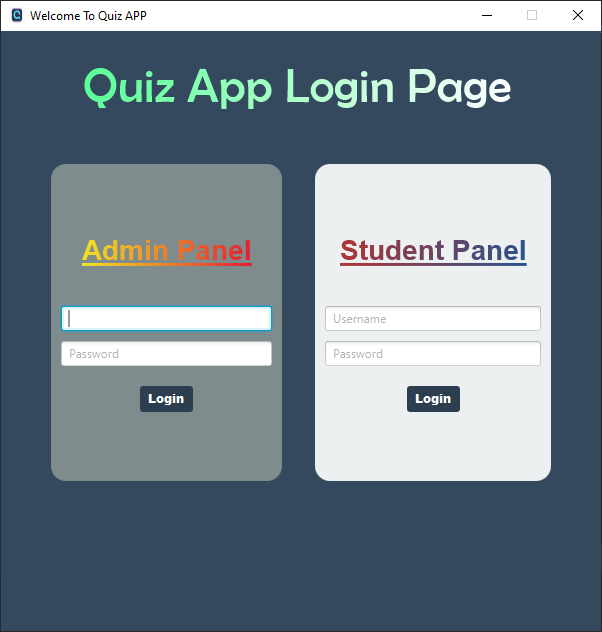 Welcome To Quiz APP
Quiz App Login Page
Admin Panel
Password
Login
Student Panel
Username
Password
Login